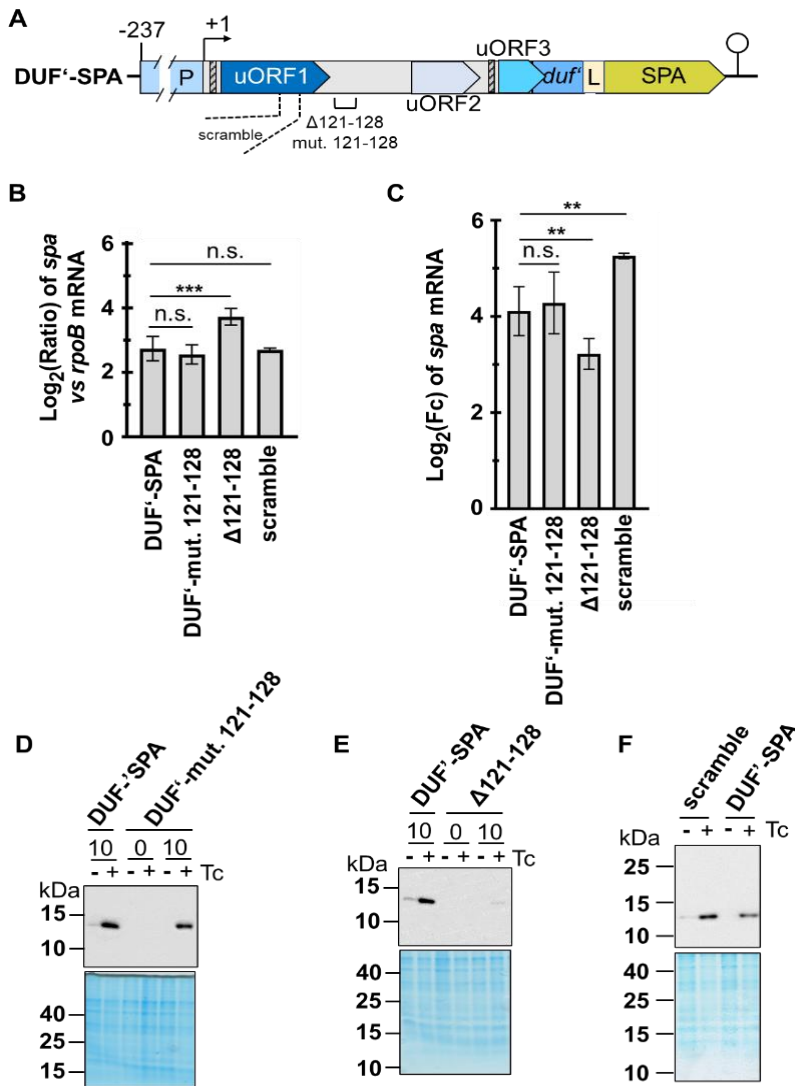 A
-237
+1
DUF‘-SPA
P
uORF1
uORF2
uORF3
duf‘
L
SPA
scramble
Δ121-128
mut. 121-128
B
Log2(Ratio) of spa
vs rpoB mRNA
6
4
2
0
n.s.
***
n.s.
DUF‘-SPA
DUF‘-mut. 121-128
Δ121-128
scramble
C
Log2(Fc) of spa mRNA
6
4
2
0
**
**
n.s.
DUF‘-SPA
DUF‘-mut. 121-128
Δ121-128
scramble
D
DUF-’SPA
DUF‘-mut. 121-128
10 0 10
- + - + - + Tc
kDa
15
10
40
25
15
E
DUF’-SPA
Δ121-128
10 0 10
- + - + - + Tc
kDa
15
10
40
25
15
10
F
scramble
DUF’-SPA
- + - + Tc
kDa
25
15
10
40
25
15
10